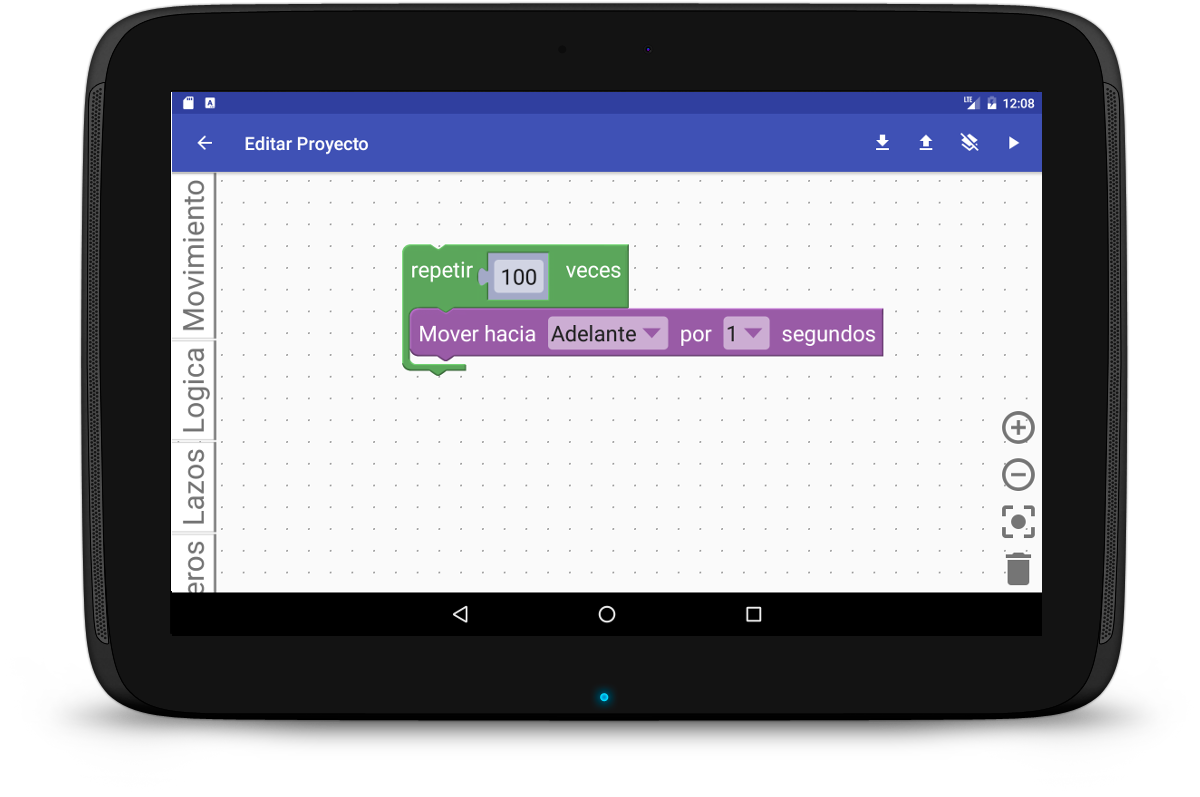 LTE 12:08
Editar Proyecto
Movimiento
Logica
Lazos
eros
repetir 100 veces
Mover hacia Adelante por 1 segundos